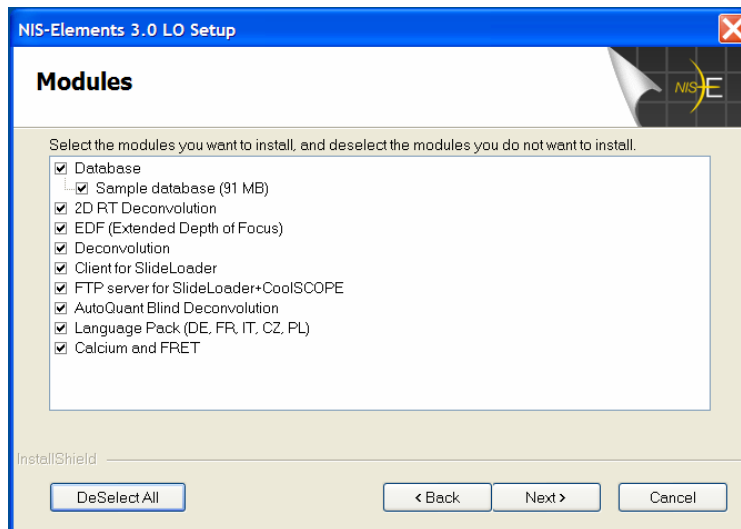 NIS-Elements 3.0 LO Setup
Modules
NIS E
Select the modules you want to install, and deselect the modules you do not want to install.
Database
Sample database (91 MB)
2D RT Deconvolution
EDF (Extended Depth of Focus)
Deconvolution
Client for SlideLoader
FTP server for SlideLoader+CoolSCOPE
AutoQuant Blind Deconvolution
Language Pack (DE, FR, IT, CZ, PL)
Calcium and FRET
InstallShield
DeSelect All
< Back
Next >
Cancel